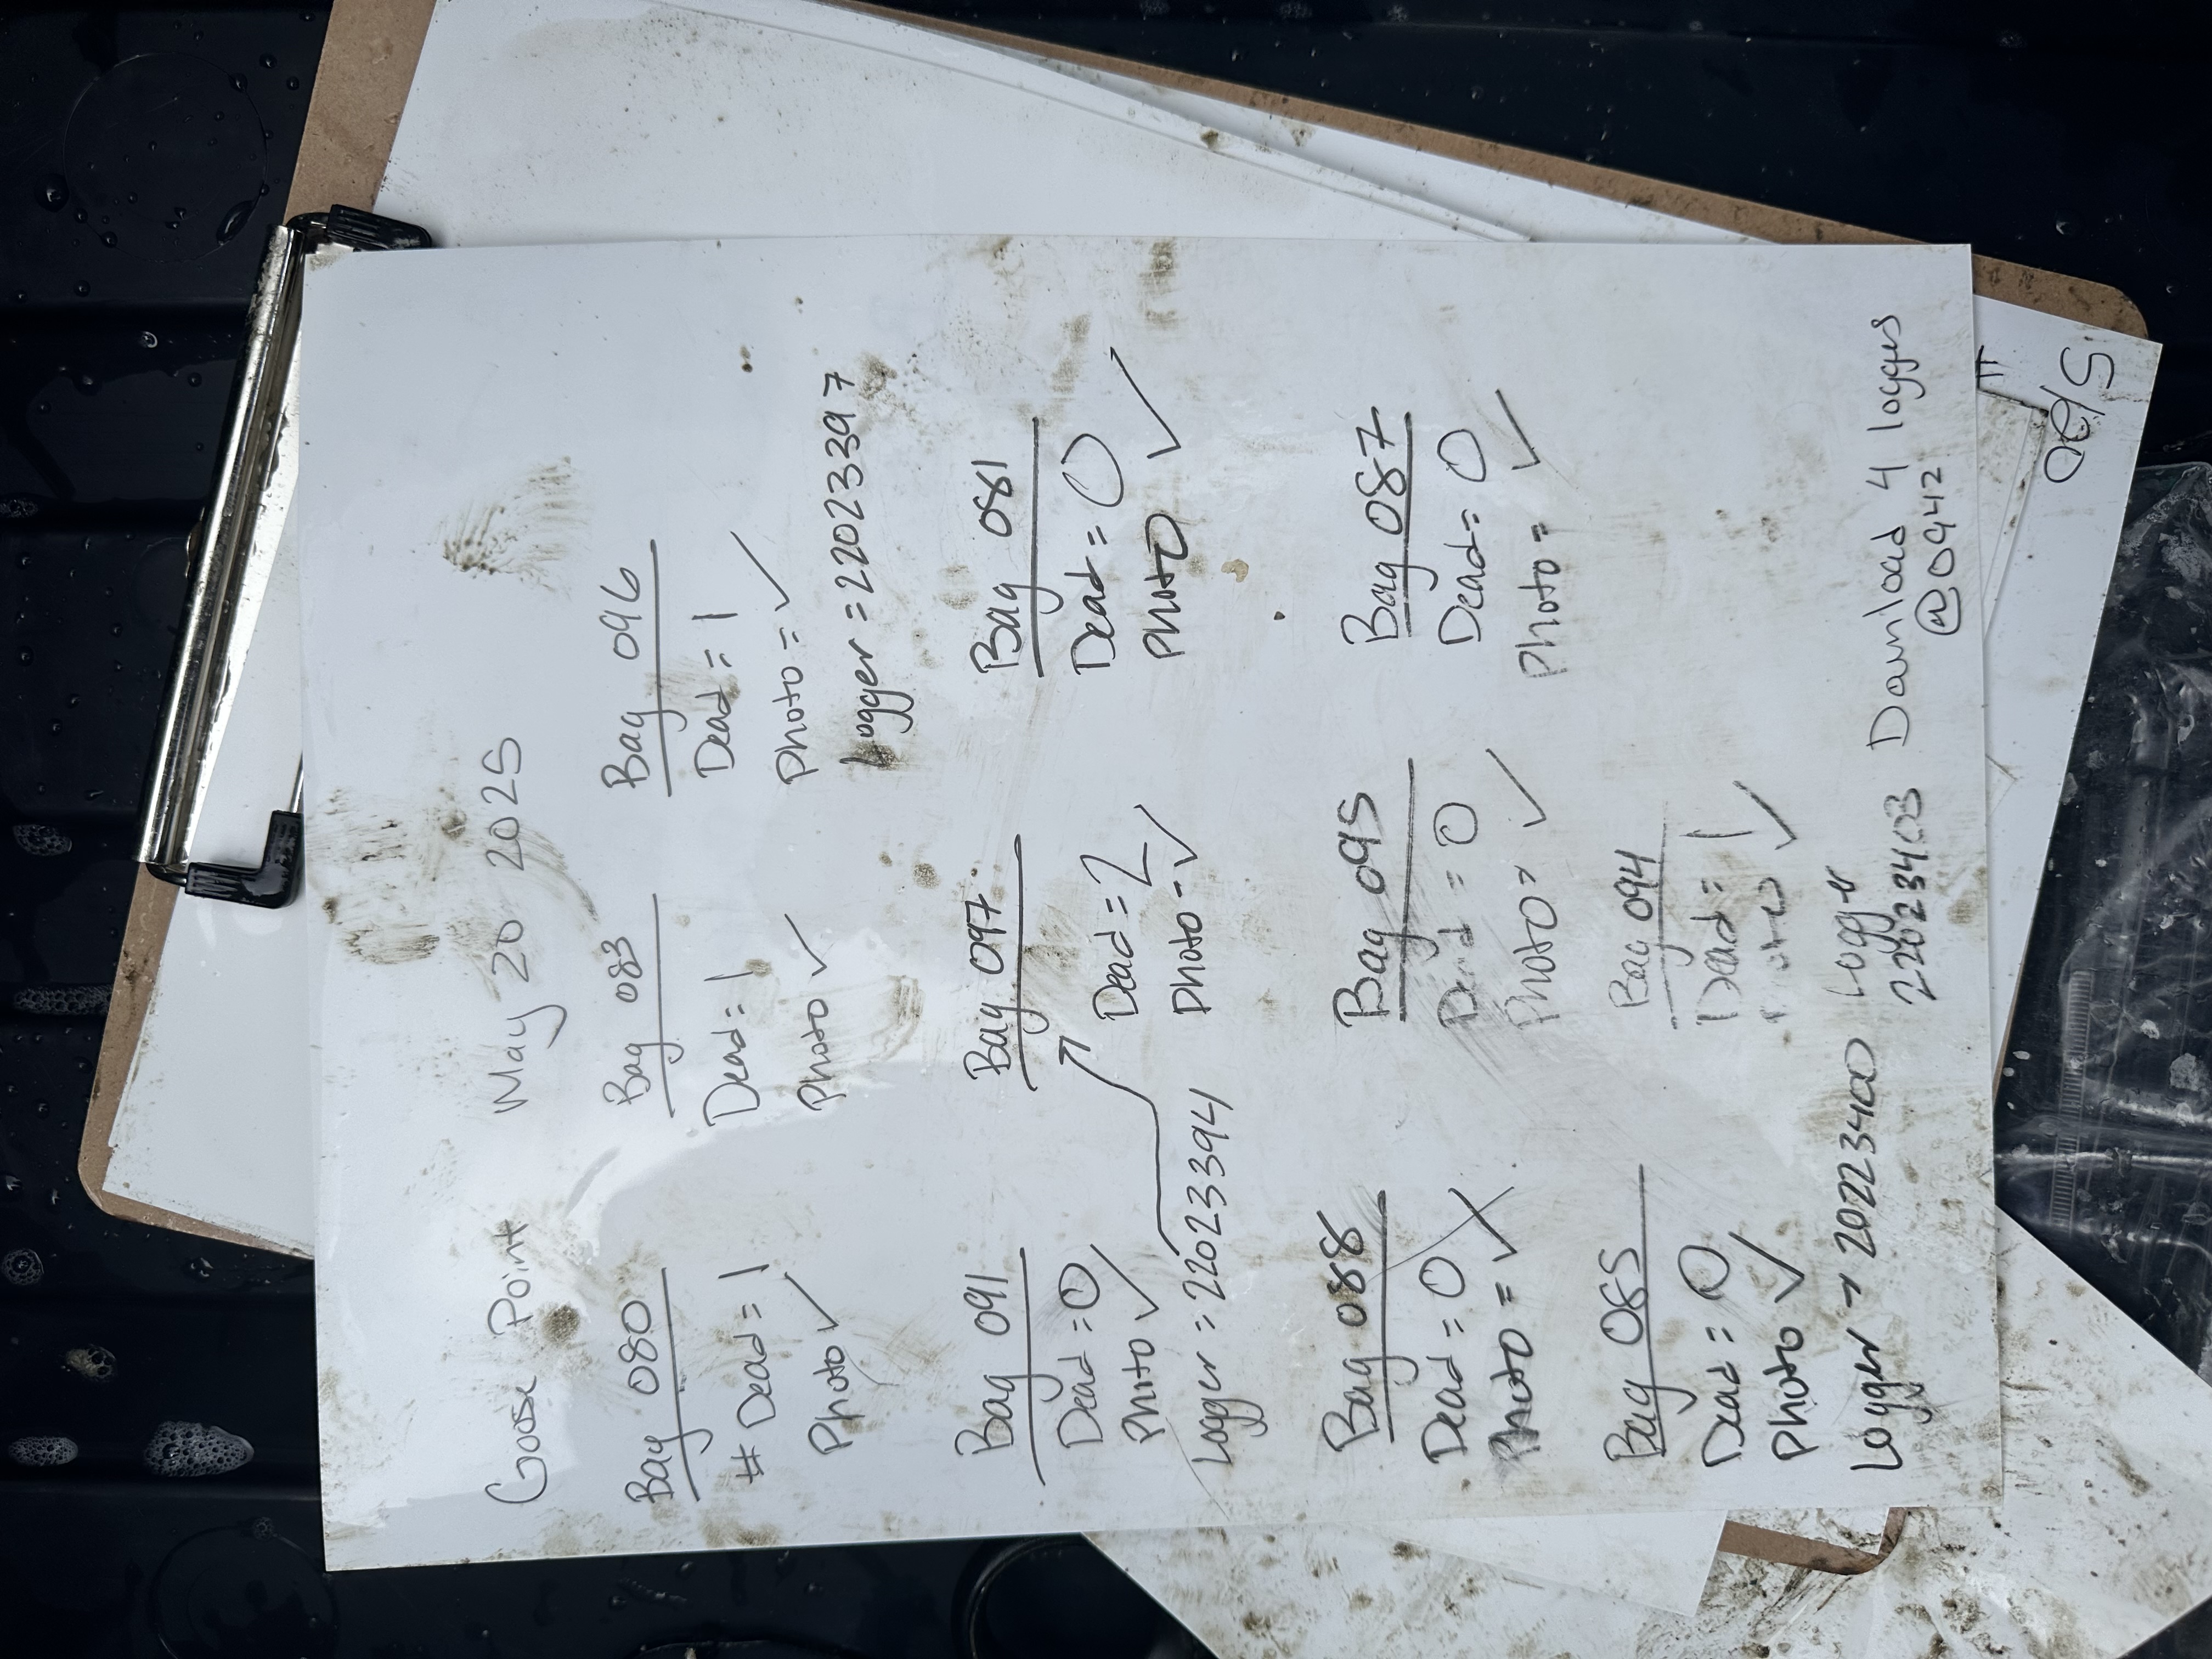 Goose Point May 20 2025
Bag 080
# Dead = 1
Photo ✓
Bag 083
Dead = 1
Photo ✓
Bag 096
Dead = 1
Photo = ✓
Logger = 22023397
Bag 091
Dead = 0
Photo ✓
Logger = 22023394
Bag 097
Dead = 2
Photo - ✓
Bag 081
Dead = 0
Photo ✓
Bag 088
Dead = 0
Photo = ✓
Bag 095
Dead = 0
Photo = ✓
Bag 087
Dead = 0
Photo = ✓
Bag 085
Dead = 0
Photo ✓
Logger → 20223400
Bag 094
Dead = 1
Photo ✓
Logger
22023403
Download 4 loggers
@0942